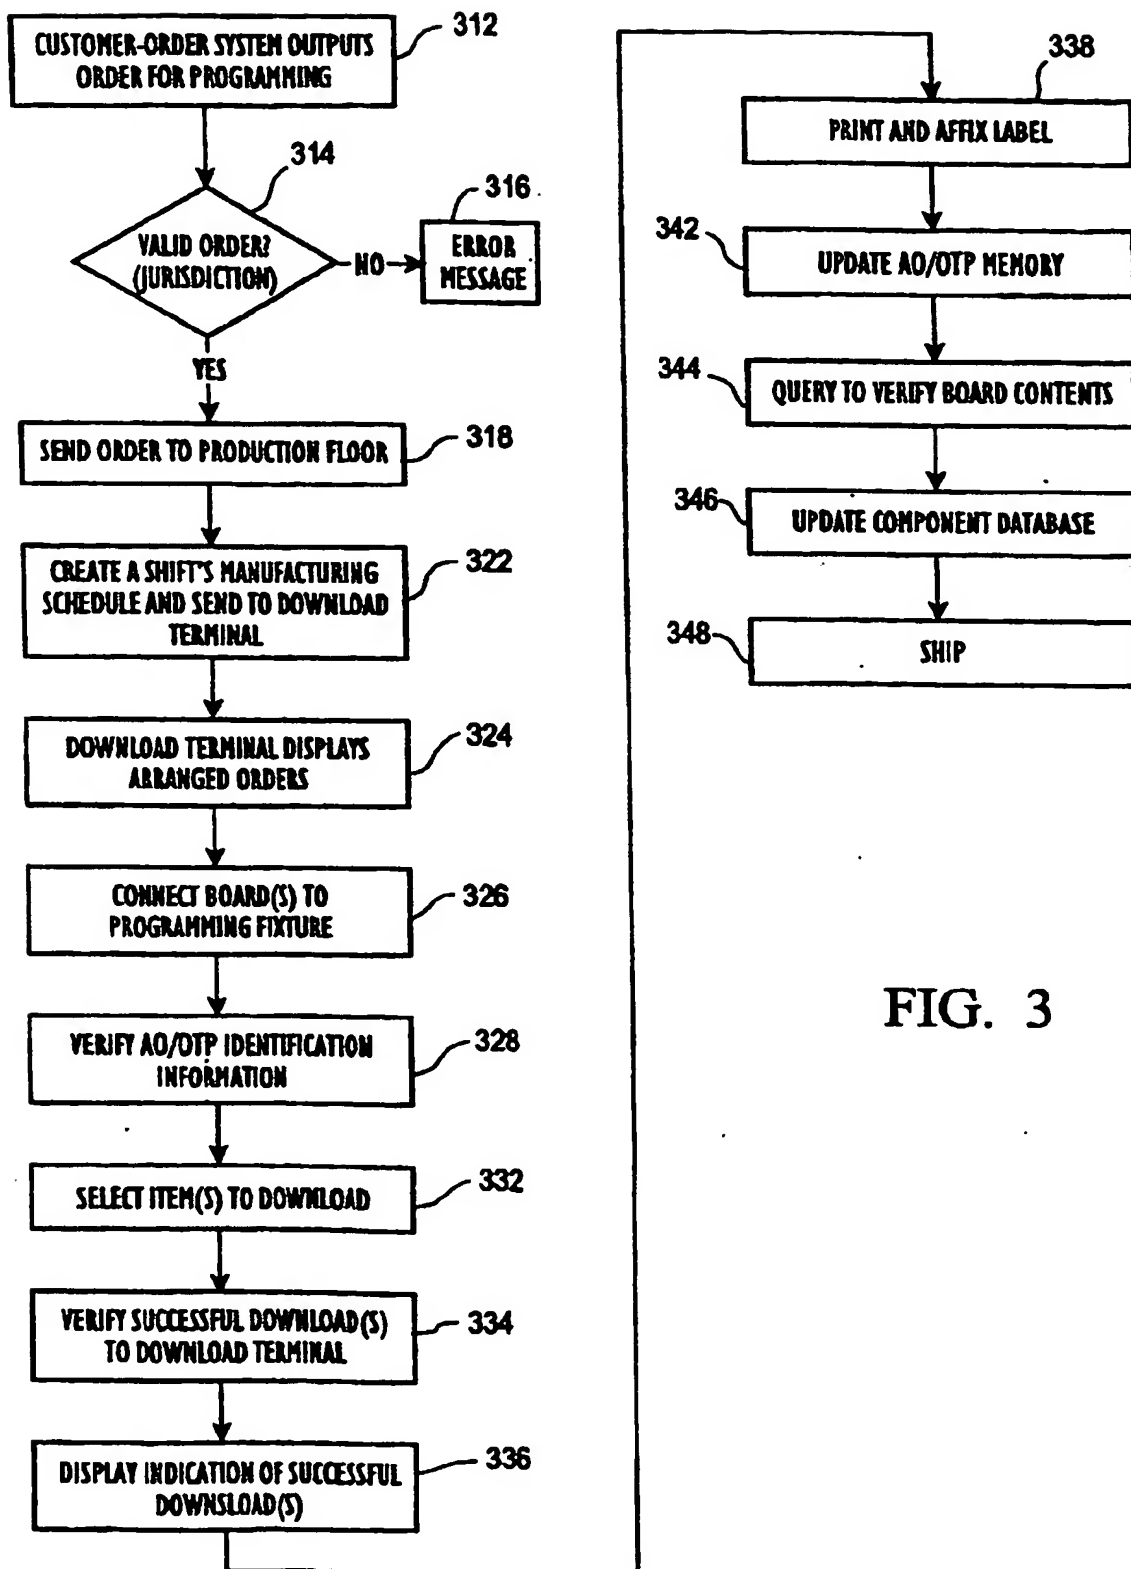 312
CUSTOMER-ORDER SYSTEM OUTPUTS
ORDER FOR PROGRAMMING
314
VALID ORDER?
(JURISDICTION)
NO
316
ERROR
MESSAGE
YES
318
SEND ORDER TO PRODUCTION FLOOR
322
CREATE A SHIFT'S MANUFACTURING
SCHEDULE AND SEND TO DOWNLOAD
TERMINAL
324
DOWNLOAD TERMINAL DISPLAYS
ARRANGED ORDERS
326
CONNECT BOARD(S) TO
PROGRAMMING FIXTURE
328
VERIFY AO/OTP IDENTIFICATION
INFORMATION
332
SELECT ITEM(S) TO DOWNLOAD
334
VERIFY SUCCESSFUL DOWNLOAD(S)
TO DOWNLOAD TERMINAL
336
DISPLAY INDICATION OF SUCCESSFUL
DOWNSLOAD(S)
338
PRINT AND AFFIX LABEL
342
UPDATE AO/OTP MEMORY
344
QUERY TO VERIFY BOARD CONTENTS
346
UPDATE COMPONENT DATABASE
348
SHIP
FIG. 3